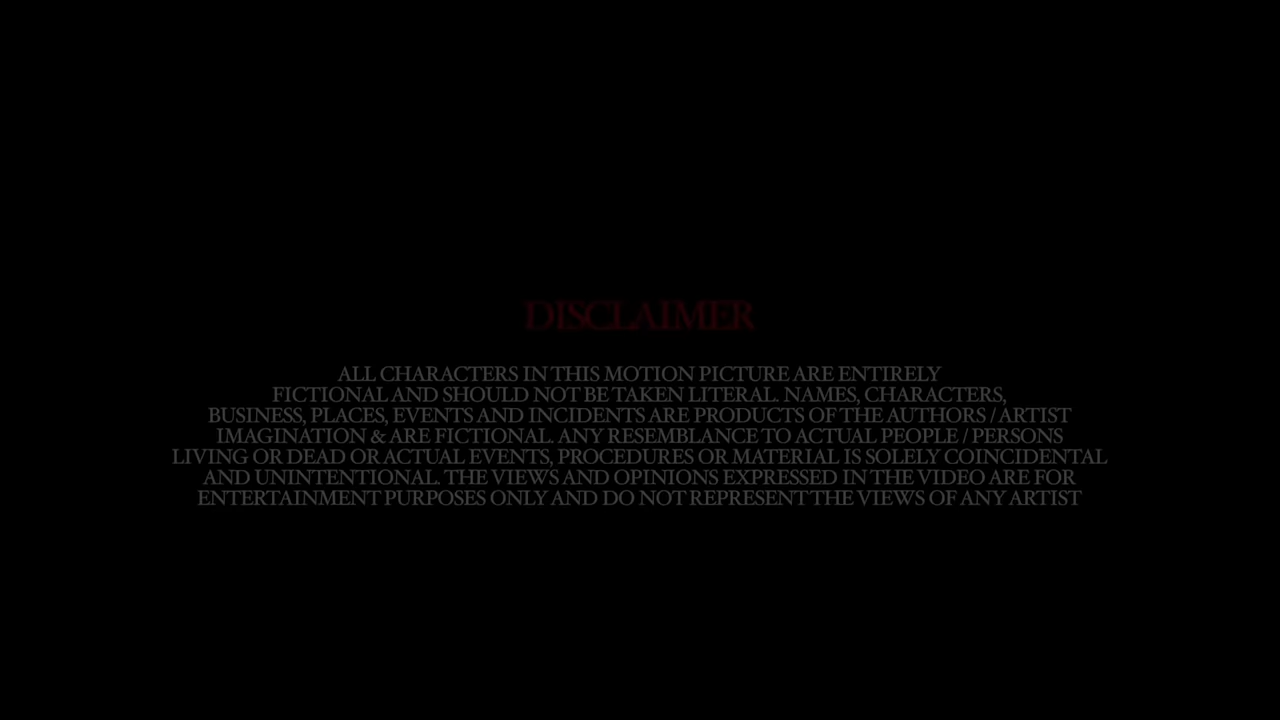 DISCLAIMER
ALL CHARACTERS IN THIS MOTION PICTURE ARE ENTIRELY
FICTIONAL AND SHOULD NOT BE TAKEN LITERAL. NAMES, CHARACTERS,
BUSINESS, PLACES, EVENTS AND INCIDENTS ARE PRODUCTS OF THE AUTHORS / ARTIST
IMAGINATION & ARE FICTIONAL. ANY RESEMBLANCE TO ACTUAL PEOPLE / PERSONS
LIVING OR DEAD OR ACTUAL EVENTS, PROCEDURES OR MATERIAL IS SOLELY COINCIDENTAL
AND UNINTENTIONAL. THE VIEWS AND OPINIONS EXPRESSED IN THE VIDEO ARE FOR
ENTERTAINMENT PURPOSES ONLY AND DO NOT REPRESENT THE VIEWS OF ANY ARTIST